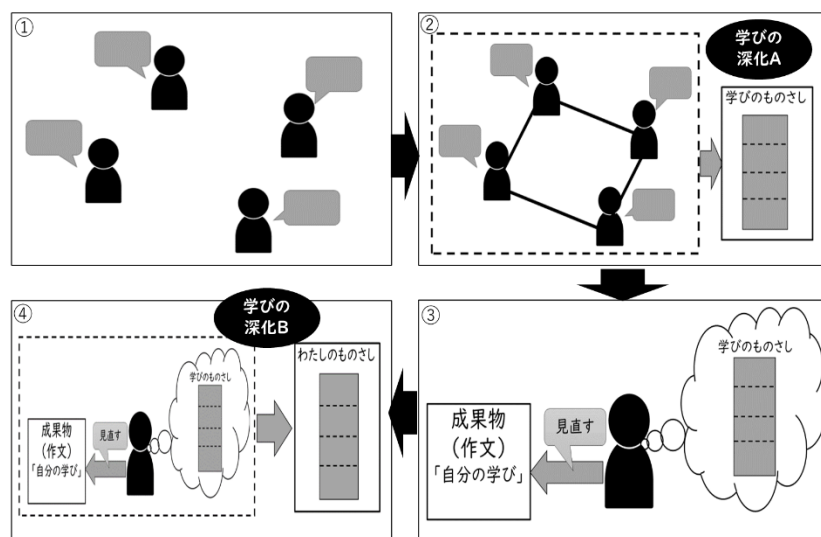 ①
②
学びの
深化A
学びのものさし
④
学びの
深化B
わたしのものさし
学びのものさし
成果物
(作文)
「自分の学び」
見直す
③
学びのものさし
成果物
(作文)
「自分の学び」
見直す